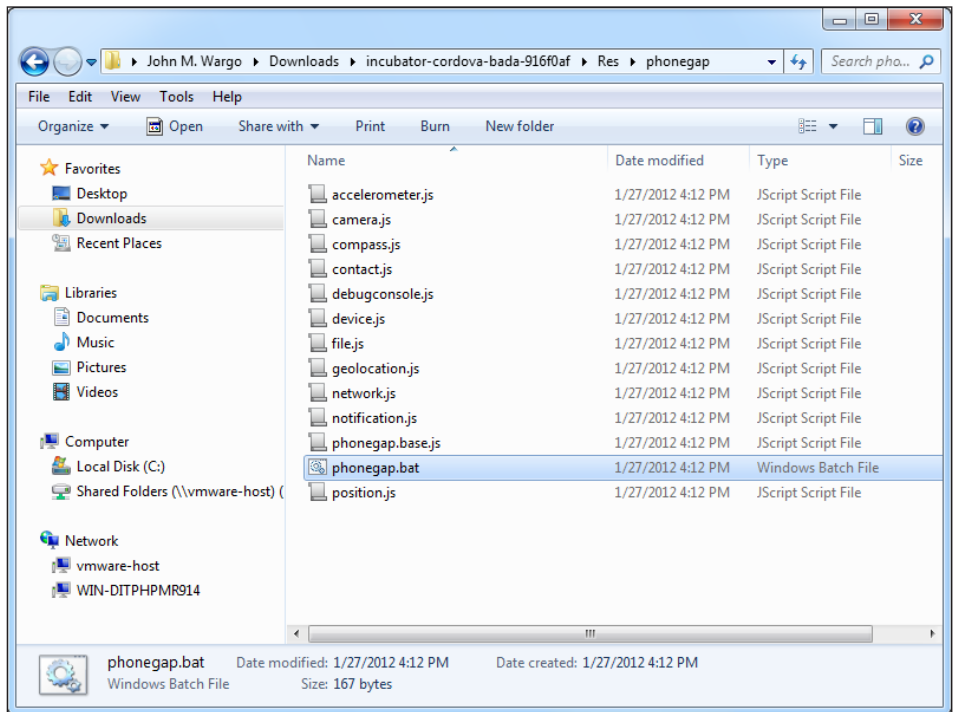 John M. Wargo Downloads incubator-cordova-bada-916f0af Res phonegap Search pho...
File Edit View Tools Help
Organize Open Share with Print Burn New folder
Name Date modified Type Size
Favorites
Desktop
Downloads
Recent Places
Libraries
Documents
Music
Pictures
Videos
Computer
Local Disk (C:)
Shared Folders (\\vmware-host) (
Network
vmware-host
WIN-DITPHPMR914
accelerometer.js 1/27/2012 4:12 PM JScript Script File
camera.js 1/27/2012 4:12 PM JScript Script File
compass.js 1/27/2012 4:12 PM JScript Script File
contact.js 1/27/2012 4:12 PM JScript Script File
debugconsole.js 1/27/2012 4:12 PM JScript Script File
device.js 1/27/2012 4:12 PM JScript Script File
file.js 1/27/2012 4:12 PM JScript Script File
geolocation.js 1/27/2012 4:12 PM JScript Script File
network.js 1/27/2012 4:12 PM JScript Script File
notification.js 1/27/2012 4:12 PM JScript Script File
phonegap.base.js 1/27/2012 4:12 PM JScript Script File
phonegap.bat 1/27/2012 4:12 PM Windows Batch File
position.js 1/27/2012 4:12 PM JScript Script File
phonegap.bat Date modified: 1/27/2012 4:12 PM Date created: 1/27/2012 4:12 PM
Windows Batch File Size: 167 bytes